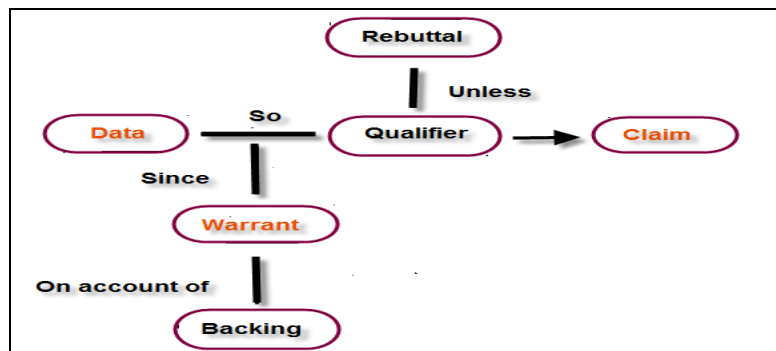 Rebuttal
Unless
So
Data
Qualifier
Claim
Since
Warrant
On account of
Backing